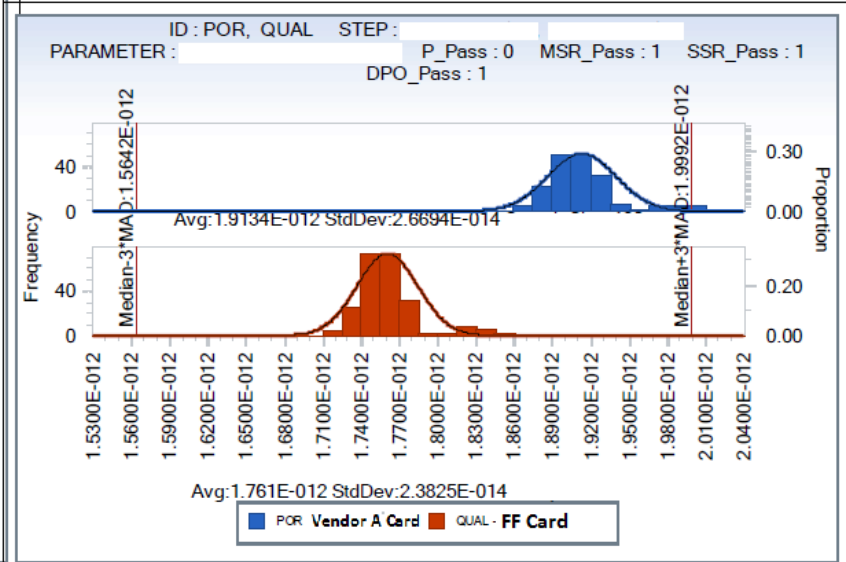 ID : POR, QUAL STEP :
PARAMETER : P_Pass : 0 MSR_Pass : 1 SSR_Pass : 1
DPO_Pass : 1
Median-3*MAD:1.5642E-012
Median+3*MAD:1.9992E-012
40
0
0.30
0.00
Avg:1.9134E-012 StdDev:2.6694E-014
Frequency
Proportion
40
0
0.20
0.00
1.5300E-012
1.5600E-012
1.5900E-012
1.6200E-012
1.6500E-012
1.6800E-012
1.7100E-012
1.7400E-012
1.7700E-012
1.8000E-012
1.8300E-012
1.8600E-012
1.8900E-012
1.9200E-012
1.9500E-012
1.9800E-012
2.0100E-012
2.0400E-012
Avg:1.761E-012 StdDev:2.3825E-014
POR Vendor A Card QUAL - FF Card